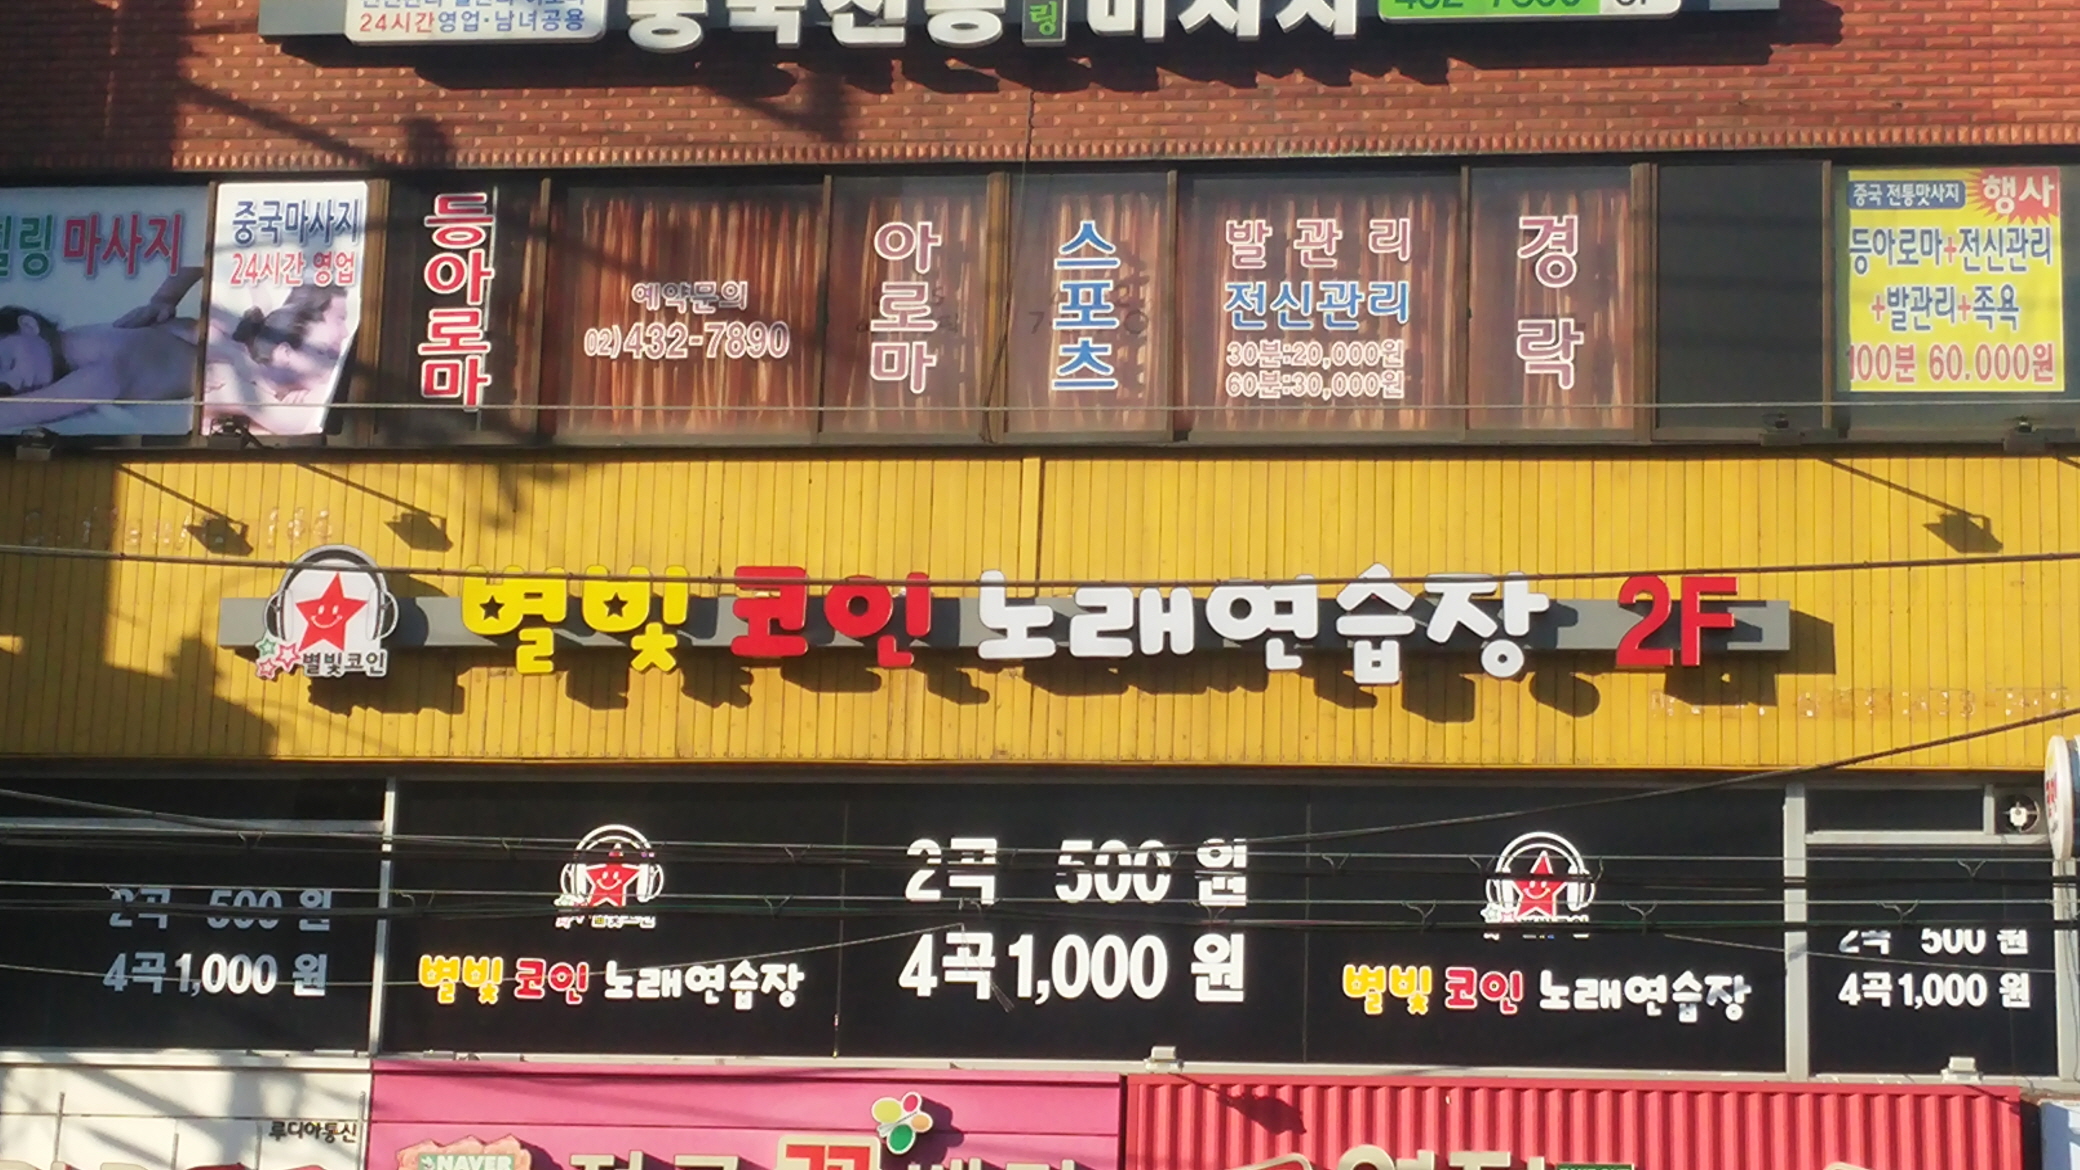 24시간영업·남녀공용
중국전통
링
마사지
힐링 마사지
중국마사지
24시간 영업
등아로마
예약문의
02)432-7890
아로마
스포츠
발관리
전신관리
30분:20,000원
60분:30,000원
경락
중국 전통맛사지
행사
등아로마+전신관리
+발관리+족욕
100분 60.000원
별빛코인
별빛 코인 노래연습장 2F
2곡 500 원
4곡 1,000 원
별빛 코인 노래연습장
2곡 500 원
4곡 1,000 원
별빛 코인 노래연습장
2곡 500 원
4곡 1,000 원
루디아통신
NAVER